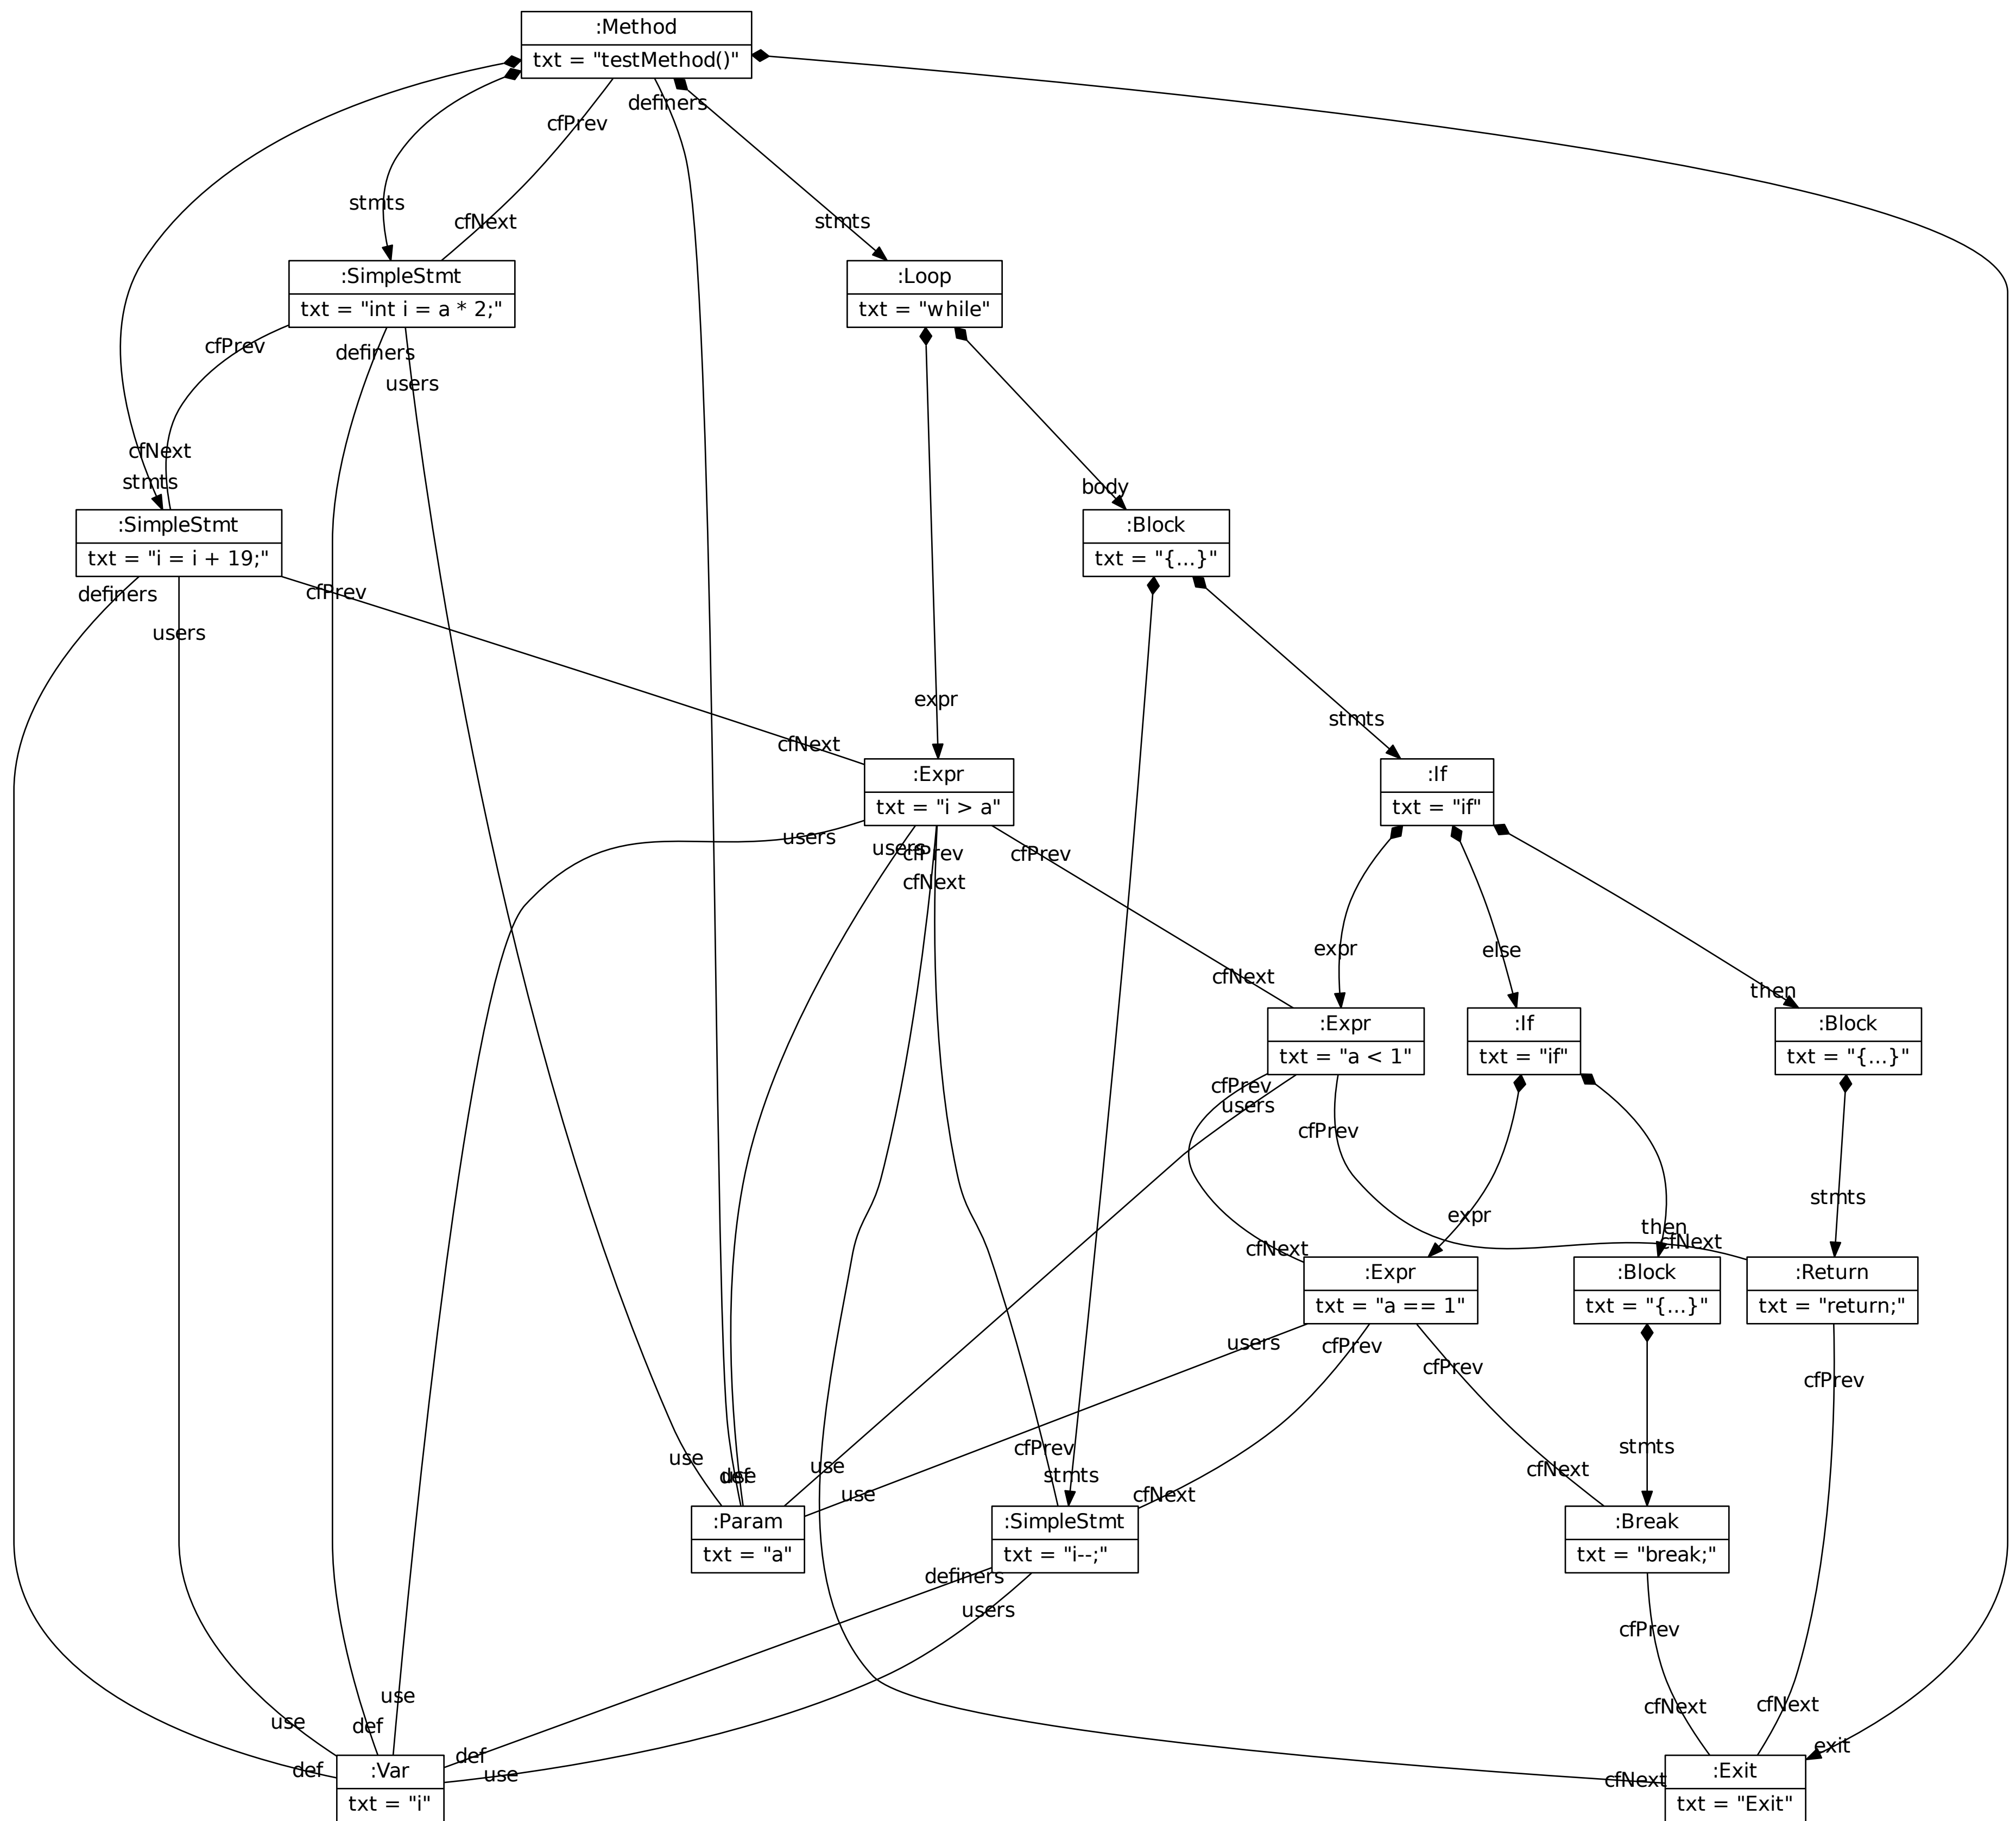 :Method
txt = "testMethod()"
definers
cfPrev
stmts
cfNext
stmts
:SimpleStmt
txt = "int i = a * 2;"
:Loop
txt = "while"
cfPrev
definers
users
cfNext
stmts
body
:SimpleStmt
txt = "i = i + 19;"
:Block
txt = "{...}"
definers
cfPrev
users
expr
stmts
cfNext
:Expr
txt = "i > a"
:If
txt = "if"
users
users
cfPrev
cfPrev
cfNext
expr
else
cfNext
then
:Expr
txt = "a < 1"
:If
txt = "if"
:Block
txt = "{...}"
cfPrev
users
cfPrev
stmts
expr
then
cfNext
cfNext
:Expr
txt = "a == 1"
:Block
txt = "{...}"
:Return
txt = "return;"
users
cfPrev
cfPrev
cfPrev
cfPrev
stmts
use
use
cfNext
def
use
stmts
use
cfNext
:Param
txt = "a"
:SimpleStmt
txt = "i--;"
:Break
txt = "break;"
definers
users
cfPrev
use
cfNext
cfNext
use
def
exit
def
def
use
cfNext
:Var
txt = "i"
:Exit
txt = "Exit"